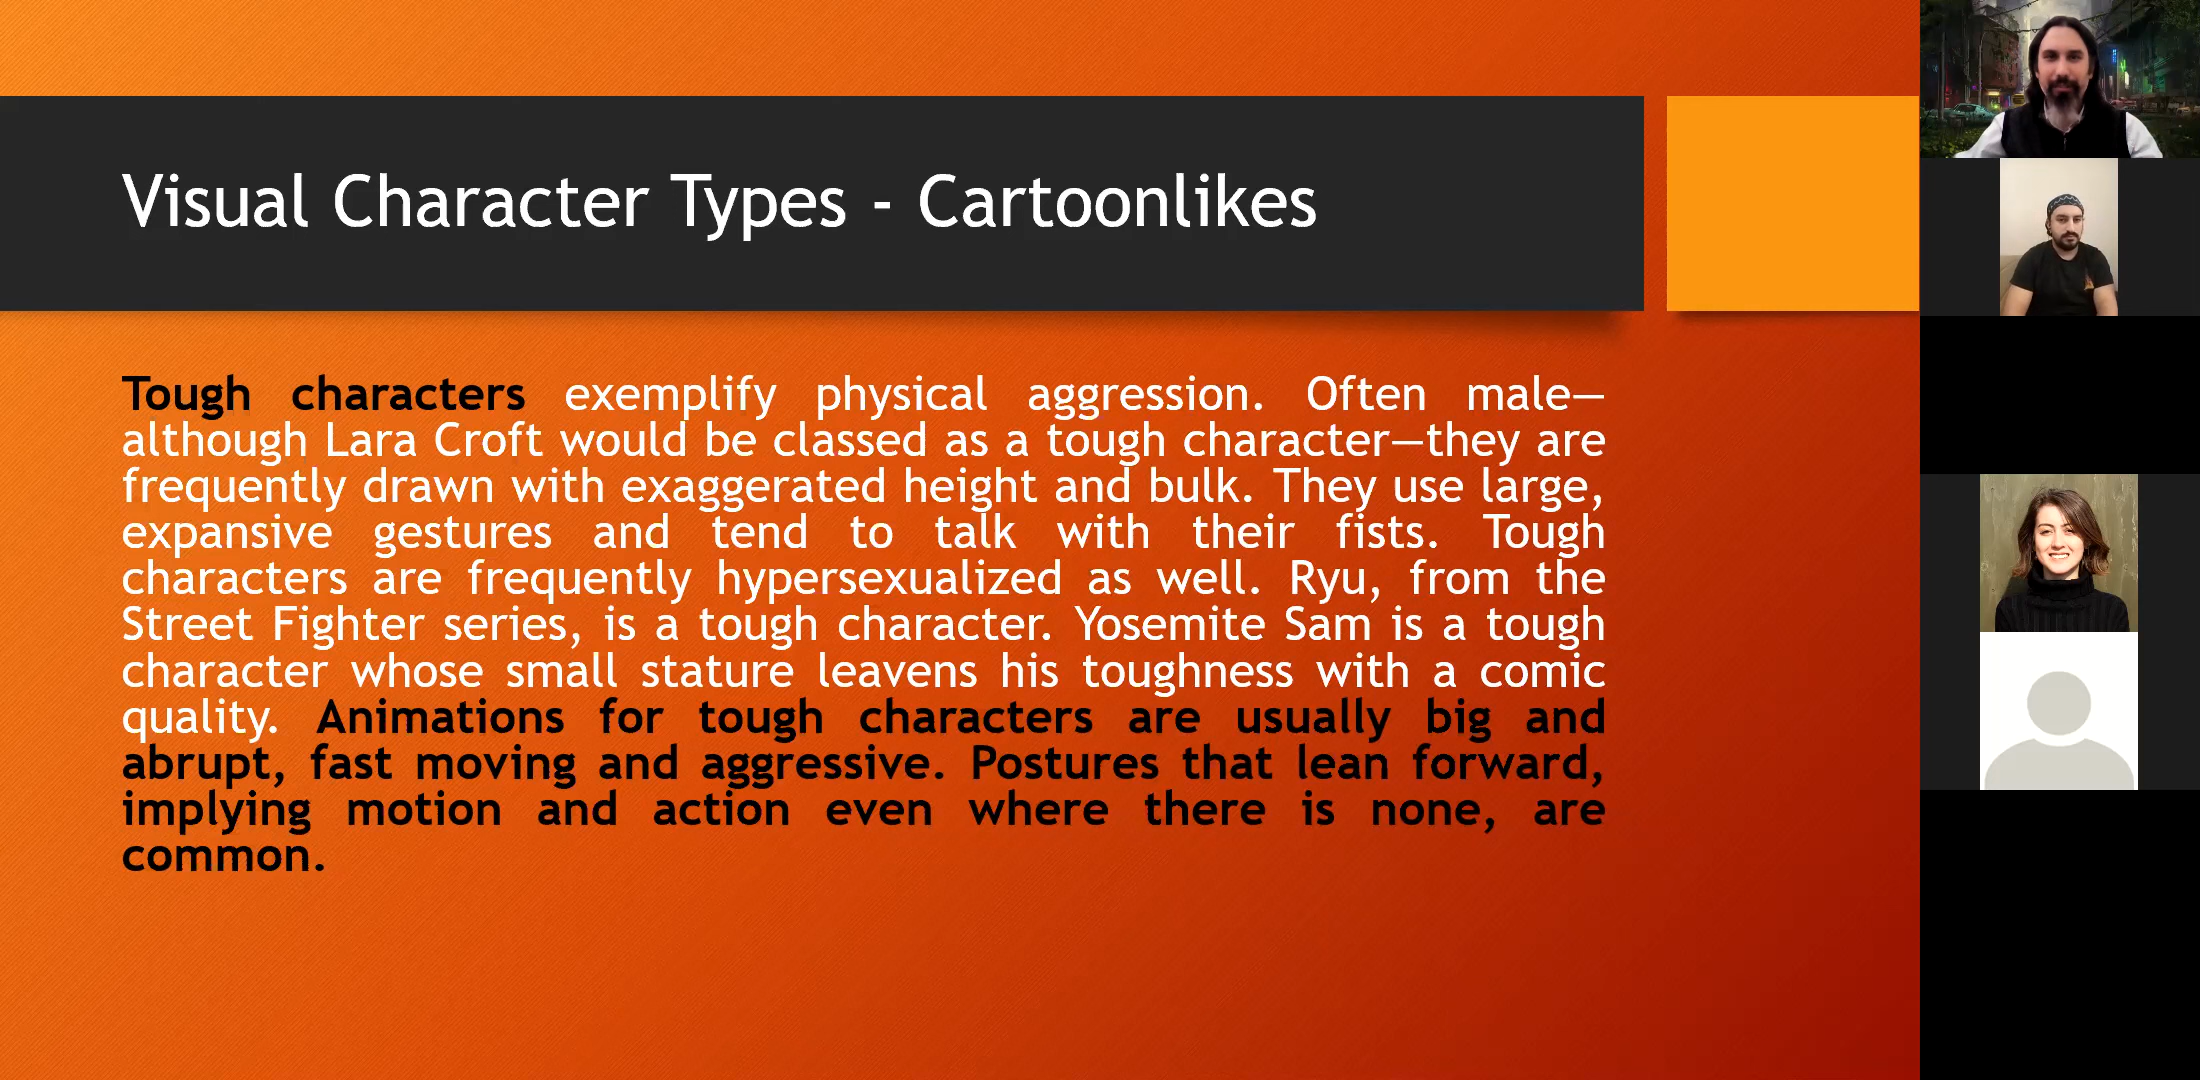 Visual Character Types - Cartoonlikes
Tough characters exemplify physical aggression. Often male—
although Lara Croft would be classed as a tough character—they are
frequently drawn with exaggerated height and bulk. They use large,
expansive gestures and tend to talk with their fists. Tough
characters are frequently hypersexualized as well. Ryu, from the
Street Fighter series, is a tough character. Yosemite Sam is a tough
character whose small stature leavens his toughness with a comic
quality. Animations for tough characters are usually big and
abrupt, fast moving and aggressive. Postures that lean forward,
implying motion and action even where there is none, are
common.